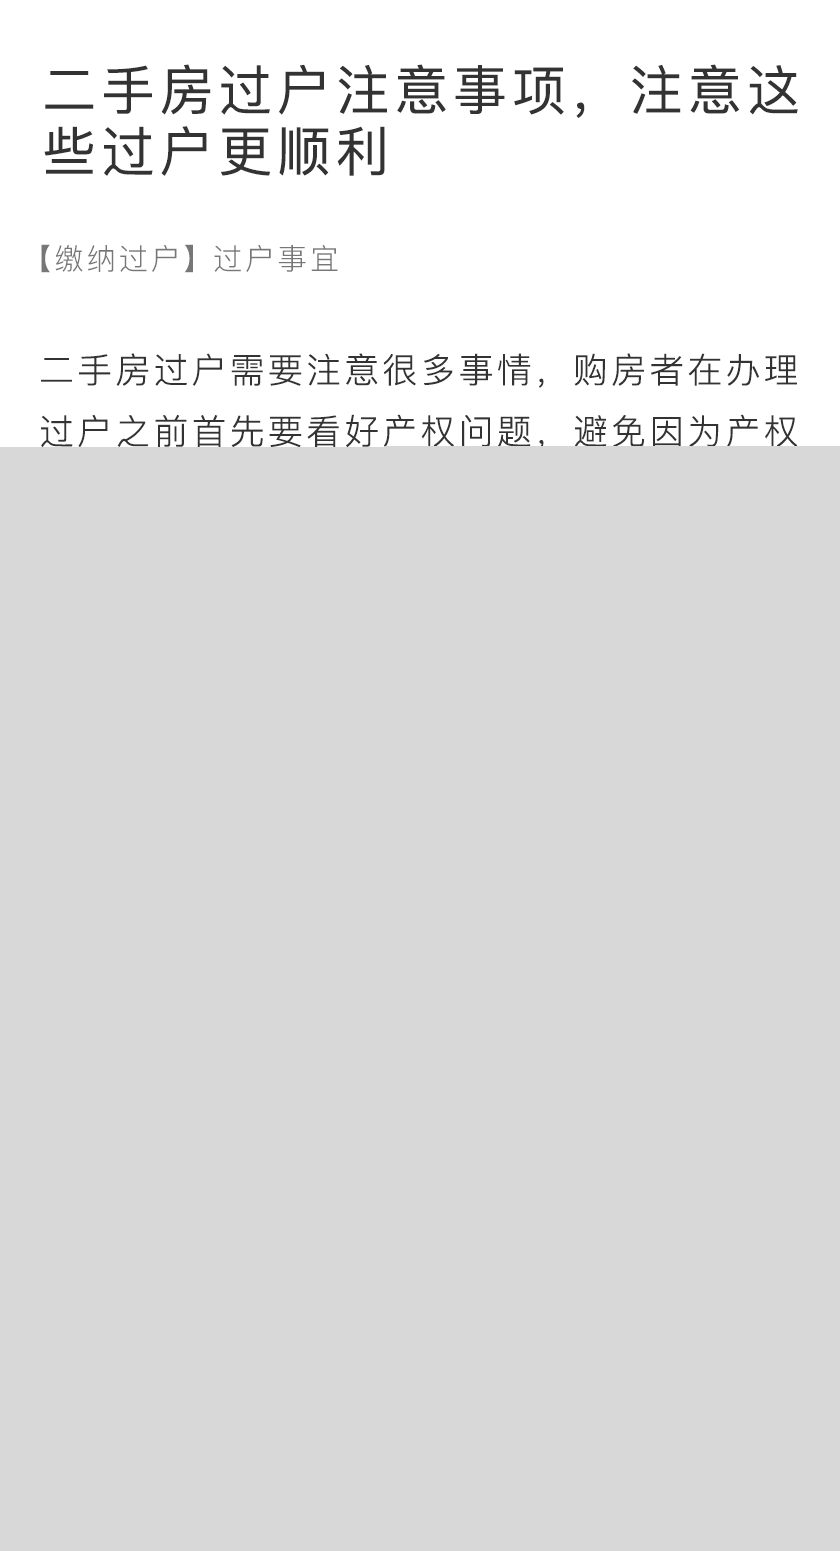 二手房过户注意事项，注意这
些过户更顺利
【缴纳过户】过户事宜
二手房过户需要注意很多事情，购房者在办理
过户之前首先要看好产权问题，避免因为产权